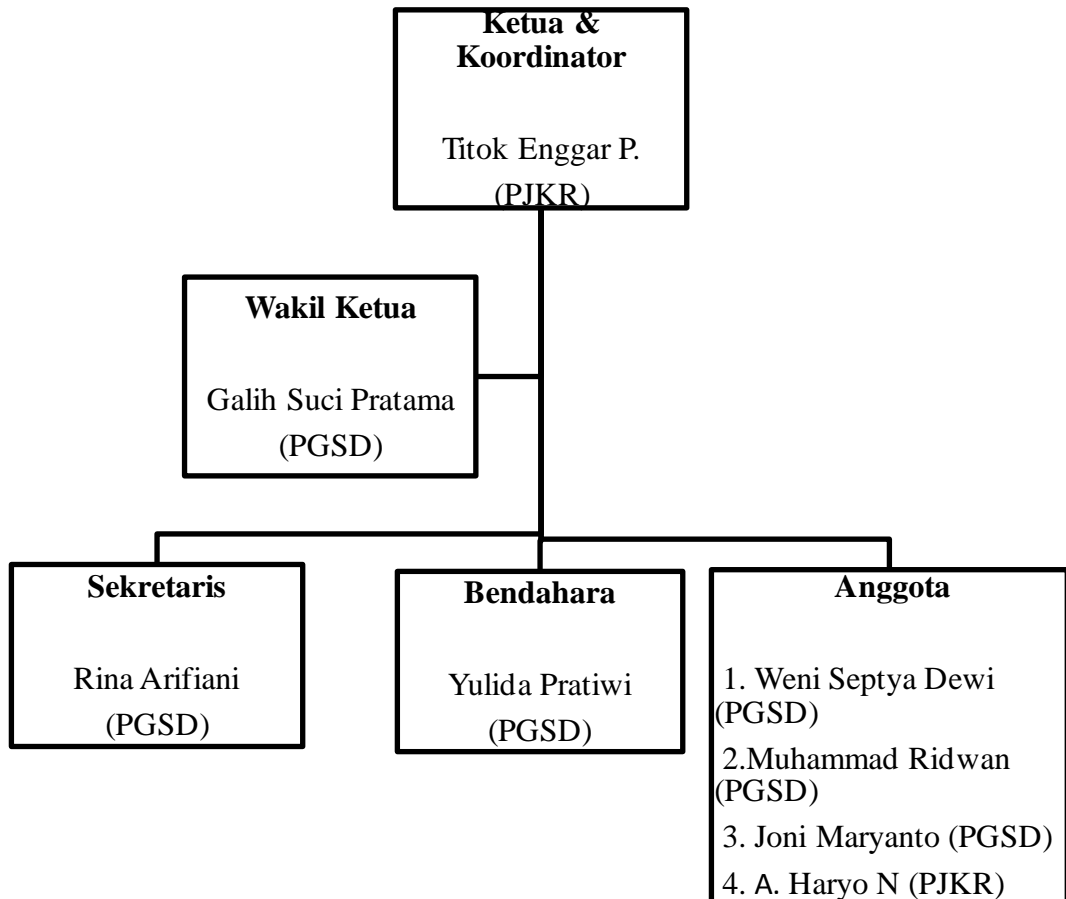 Ketua &
Koordinator
Titok Enggar P.
(PJKR)
Wakil Ketua
Galih Suci Pratama
(PGSD)
Sekretaris
Rina Arifiani
(PGSD)
Bendahara
Yulida Pratiwi
(PGSD)
Anggota
1. Weni Septya Dewi
(PGSD)
2.Muhammad Ridwan
(PGSD)
3. Joni Maryanto (PGSD)
4. A. Haryo N (PJKR)